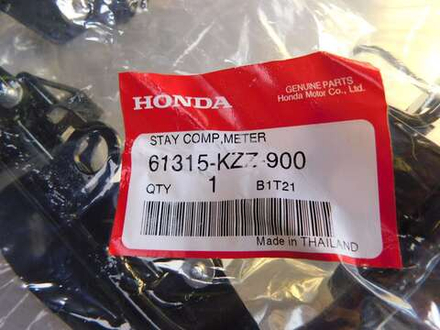 HONDA
GENUINE PARTS
Honda Motor Co., Ltd.
STAY COMP,METER
61315-KZZ-900
QTY 1 B1T21
Made in THAILAND